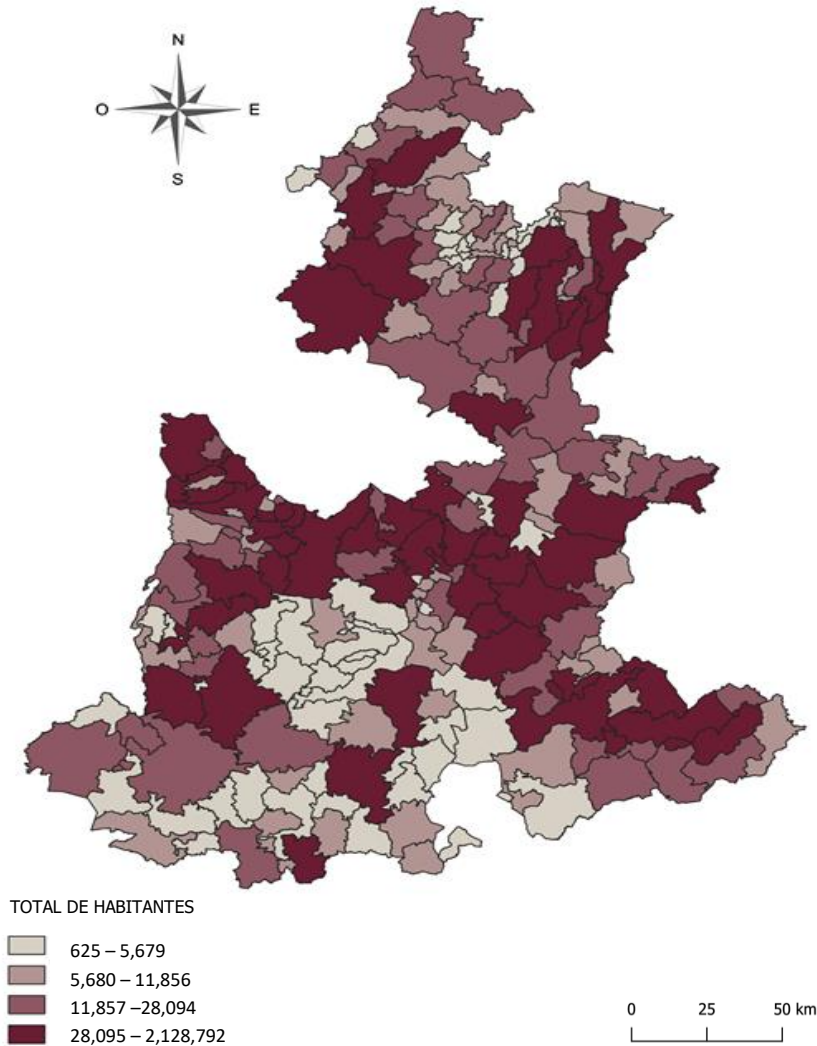 N
O E
S
TOTAL DE HABITANTES
625 – 5,679
5,680 – 11,856
11,857 –28,094
28,095 – 2,128,792
0 25 50 km